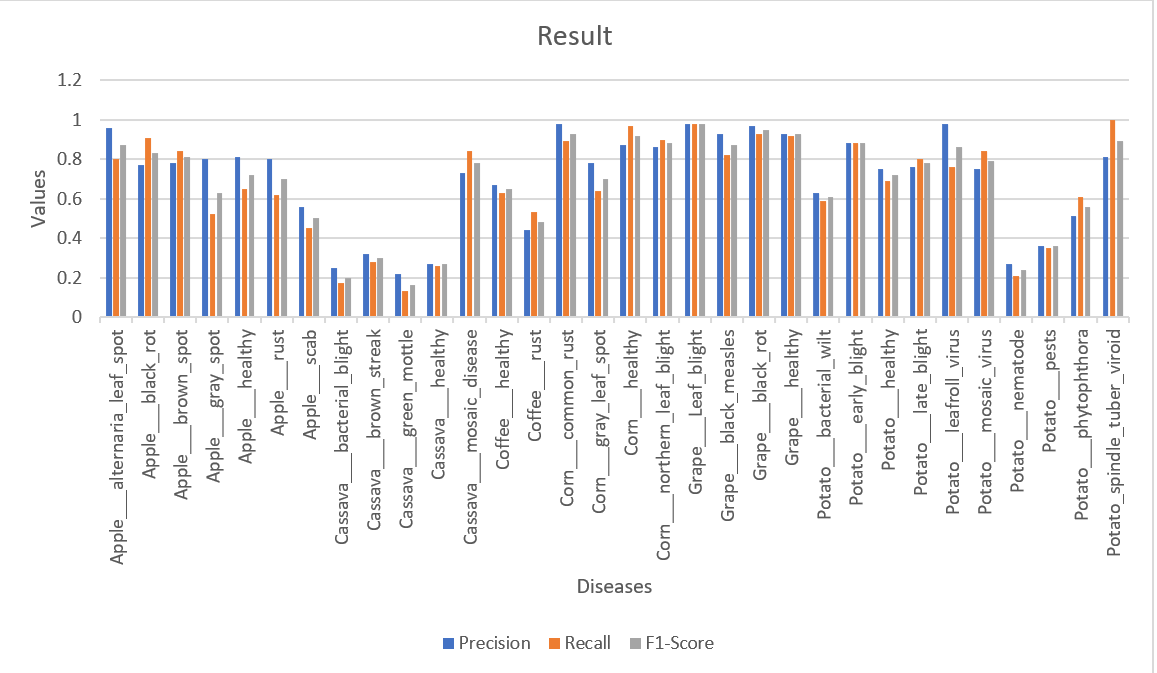 Result
1.2
1
0.8
0.6
0.4
0.2
0
Values
Apple___alternaria_leaf_spot
Apple___black_rot
Apple___brown_spot
Apple___gray_spot
Apple___healthy
Apple___rust
Apple___scab
Cassava___bacterial_blight
Cassava___brown_streak
Cassava___green_mottle
Cassava___healthy
Cassava___mosaic_disease
Coffee___healthy
Coffee___rust
Corn___common_rust
Corn___gray_leaf_spot
Corn___healthy
Corn___northern_leaf_blight
Grape___Leaf_blight
Grape___black_measles
Grape___black_rot
Grape___healthy
Potato___bacterial_wilt
Potato___early_blight
Potato___healthy
Potato___late_blight
Potato___leafroll_virus
Potato___mosaic_virus
Potato___nematode
Potato___pests
Potato___phytophthora
Potato_spindle_tuber_viroid
Diseases
Precision Recall F1-Score